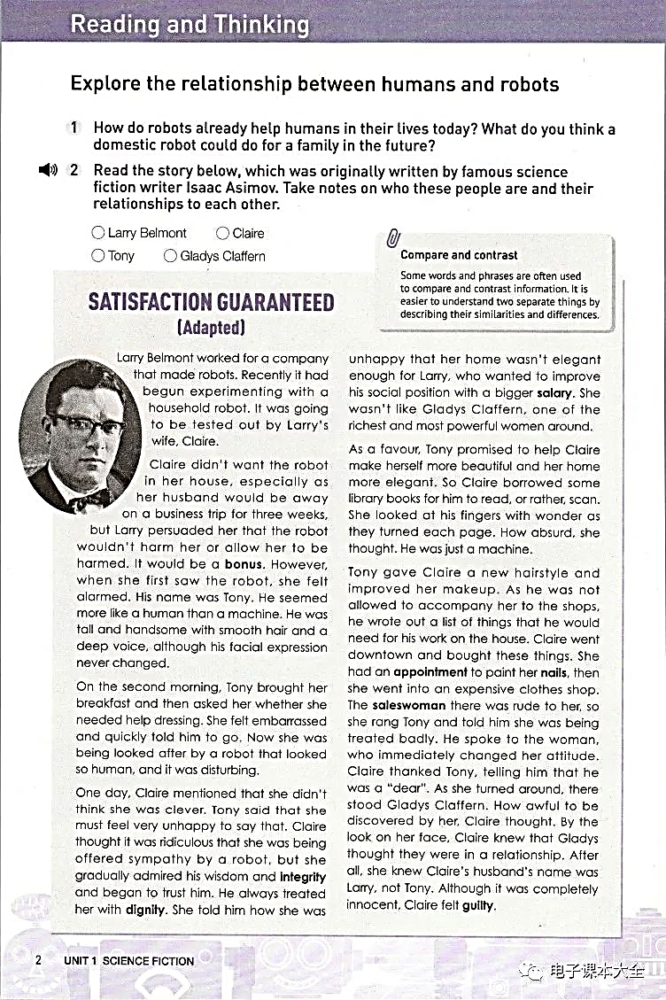 Reading and Thinking
Explore the relationship between humans and robots
1 How do robots already help humans in their lives today? What do you think a
domestic robot could do for a family in the future?
2 Read the story below, which was originally written by famous science
fiction writer Isaac Asimov. Take notes on who these people are and their
relationships to each other.
Larry Belmont Claire
Tony Gladys Claffern
Compare and contrast
Some words and phrases are often used
to compare and contrast information. It is
easier to understand two separate things by
describing their similarities and differences.
SATISFACTION GUARANTEED
(Adapted)
Larry Belmont worked for a company
that made robots. Recently it had
begun experimenting with a
household robot. It was going
to be tested out by Larry's
wife, Claire.
Claire didn't want the robot
in her house, especially as
her husband would be away
on a business trip for three weeks,
but Larry persuaded her that the robot
wouldn't harm her or allow her to be
harmed. It would be a bonus. However,
when she first saw the robot, she felt
alarmed. His name was Tony. He seemed
more like a human than a machine. He was
tall and handsome with smooth hair and a
deep voice, although his facial expression
never changed.
On the second morning, Tony brought her
breakfast and then asked her whether she
needed help dressing. She felt embarrassed
and quickly told him to go. Now she was
being looked after by a robot that looked
so human, and it was disturbing.
One day, Claire mentioned that she didn't
think she was clever. Tony said that she
must feel very unhappy to say that. Claire
thought it was ridiculous that she was being
offered sympathy by a robot, but she
gradually admired his wisdom and integrity
and began to trust him. He always treated
her with dignity. She told him how she was
unhappy that her home wasn't elegant
enough for Larry, who wanted to improve
his social position with a bigger salary. She
wasn't like Gladys Claffern, one of the
richest and most powerful women around.
As a favour, Tony promised to help Claire
make herself more beautiful and her home
more elegant. So Claire borrowed some
library books for him to read, or rather, scan.
She looked at his fingers with wonder as
they turned each page. How absurd, she
thought. He was just a machine.
Tony gave Claire a new hairstyle and
improved her makeup. As he was not
allowed to accompany her to the shops,
he wrote out a list of things that he would
need for his work on the house. Claire went
downtown and bought these things. She
had an appointment to paint her nails, then
she went into an expensive clothes shop.
The saleswoman there was rude to her, so
she rang Tony and told him she was being
treated badly. He spoke to the woman,
who immediately changed her attitude.
Claire thanked Tony, telling him that he
was a "dear". As she turned around, there
stood Gladys Claffern. How awful to be
discovered by her, Claire thought. By the
look on her face, Claire knew that Gladys
thought they were in a relationship. After
all, she knew Claire's husband's name was
Larry, not Tony. Although it was completely
innocent, Claire felt guilty.
2 UNIT 1 SCIENCE FICTION
电子课本大全